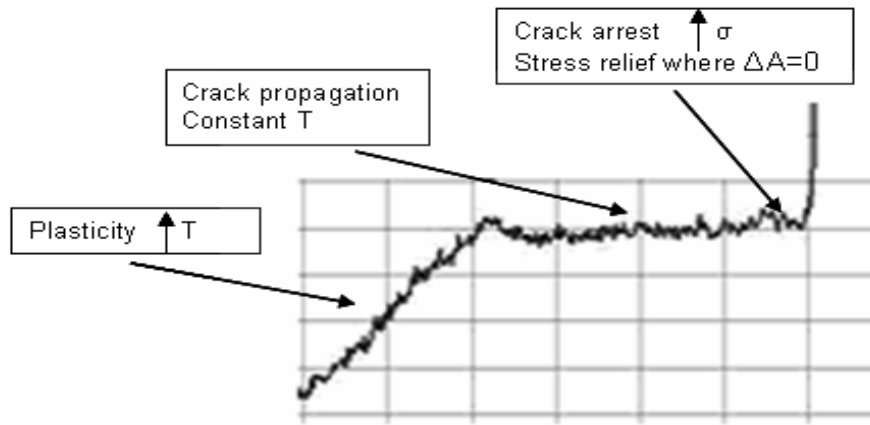 Crack arrest ↑ σ
Stress relief where ΔA=0
Crack propagation
Constant T
Plasticity ↑ T